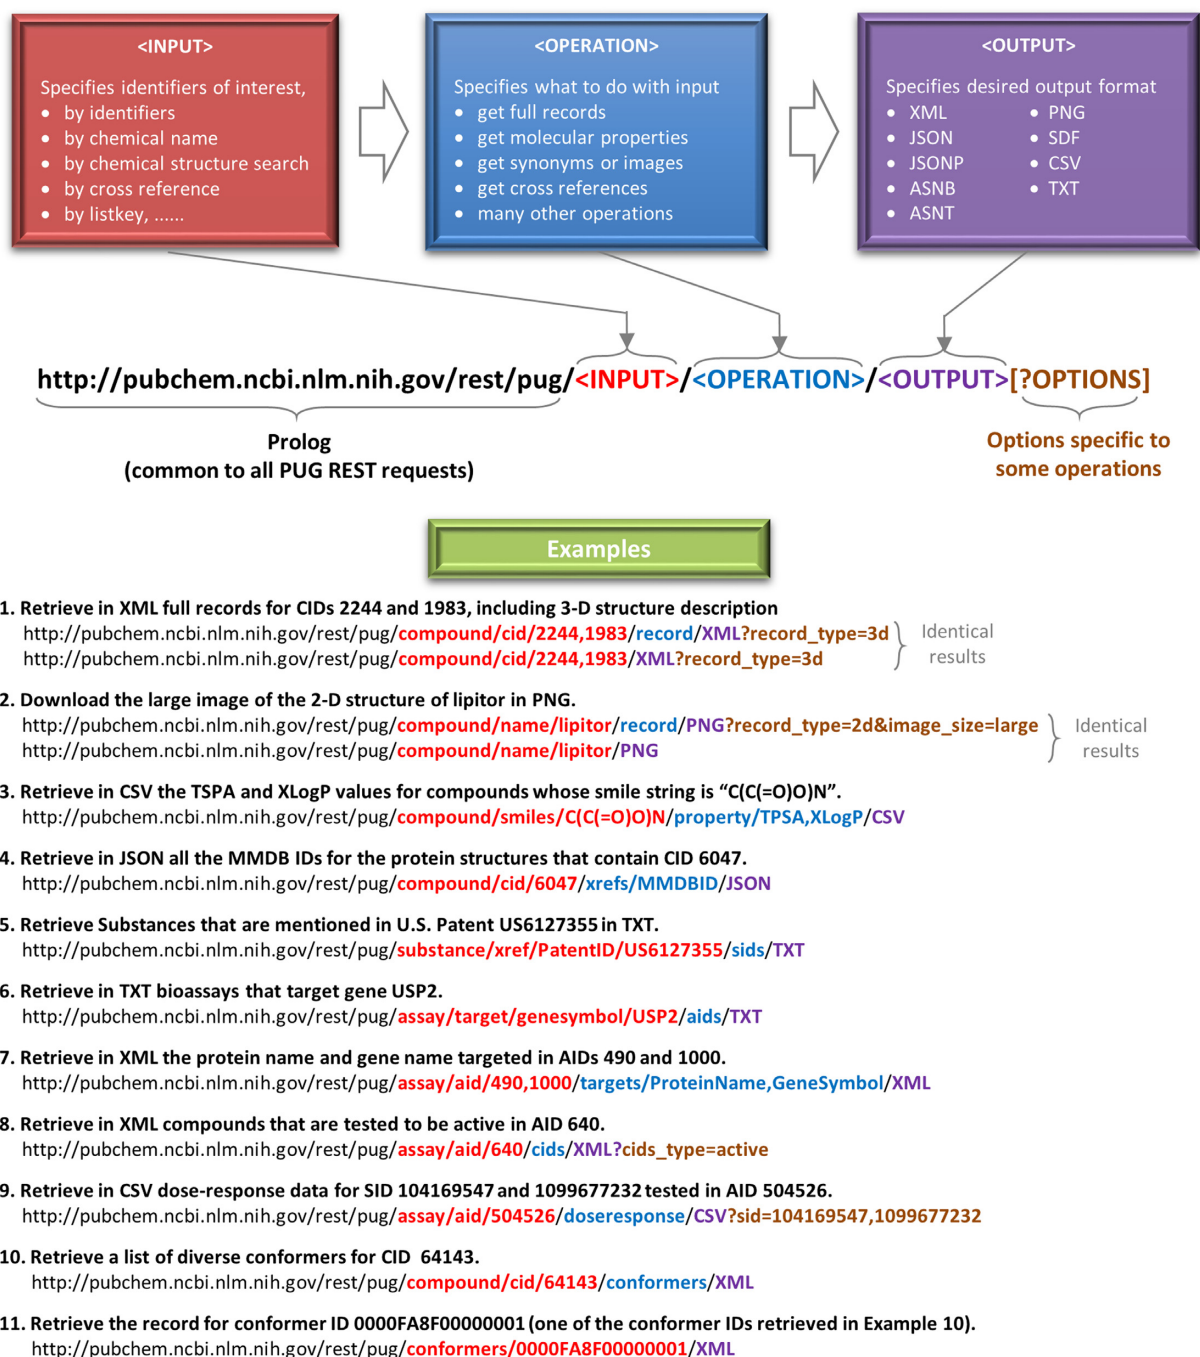 <INPUT>
Specifies identifiers of interest,
• by identifiers
• by chemical name
• by chemical structure search
• by cross reference
• by listkey, ......
<OPERATION>
Specifies what to do with input
• get full records
• get molecular properties
• get synonyms or images
• get cross references
• many other operations
<OUTPUT>
Specifies desired output format
• XML
• JSON
• JSONP
• ASNB
• ASNT
• PNG
• SDF
• CSV
• TXT
http://pubchem.ncbi.nlm.nih.gov/rest/pug/<INPUT>/<OPERATION>/<OUTPUT>[?OPTIONS]
Prolog
(common to all PUG REST requests)
Options specific to
some operations
Examples
1. Retrieve in XML full records for CIDs 2244 and 1983, including 3-D structure description
http://pubchem.ncbi.nlm.nih.gov/rest/pug/compound/cid/2244,1983/record/XML?record_type=3d
http://pubchem.ncbi.nlm.nih.gov/rest/pug/compound/cid/2244,1983/XML?record_type=3d
Identical
results
2. Download the large image of the 2-D structure of lipitor in PNG.
http://pubchem.ncbi.nlm.nih.gov/rest/pug/compound/name/lipitor/record/PNG?record_type=2d&image_size=large
http://pubchem.ncbi.nlm.nih.gov/rest/pug/compound/name/lipitor/PNG
Identical
results
3. Retrieve in CSV the TSPA and XLogP values for compounds whose smile string is “C(C(=O)O)N”.
http://pubchem.ncbi.nlm.nih.gov/rest/pug/compound/smiles/C(C(=O)O)N/property/TPSA,XLogP/CSV
4. Retrieve in JSON all the MMDB IDs for the protein structures that contain CID 6047.
http://pubchem.ncbi.nlm.nih.gov/rest/pug/compound/cid/6047/xrefs/MMDBID/JSON
5. Retrieve Substances that are mentioned in U.S. Patent US6127355 in TXT.
http://pubchem.ncbi.nlm.nih.gov/rest/pug/substance/xref/PatentID/US6127355/sids/TXT
6. Retrieve in TXT bioassays that target gene USP2.
http://pubchem.ncbi.nlm.nih.gov/rest/pug/assay/target/genesymbol/USP2/aids/TXT
7. Retrieve in XML the protein name and gene name targeted in AIDs 490 and 1000.
http://pubchem.ncbi.nlm.nih.gov/rest/pug/assay/aid/490,1000/targets/ProteinName,GeneSymbol/XML
8. Retrieve in XML compounds that are tested to be active in AID 640.
http://pubchem.ncbi.nlm.nih.gov/rest/pug/assay/aid/640/cids/XML?cids_type=active
9. Retrieve in CSV dose-response data for SID 104169547 and 1099677232 tested in AID 504526.
http://pubchem.ncbi.nlm.nih.gov/rest/pug/assay/aid/504526/doseresponse/CSV?sid=104169547,1099677232
10. Retrieve a list of diverse conformers for CID 64143.
http://pubchem.ncbi.nlm.nih.gov/rest/pug/compound/cid/64143/conformers/XML
11. Retrieve the record for conformer ID 0000FA8F00000001 (one of the conformer IDs retrieved in Example 10).
http://pubchem.ncbi.nlm.nih.gov/rest/pug/conformers/0000FA8F00000001/XML